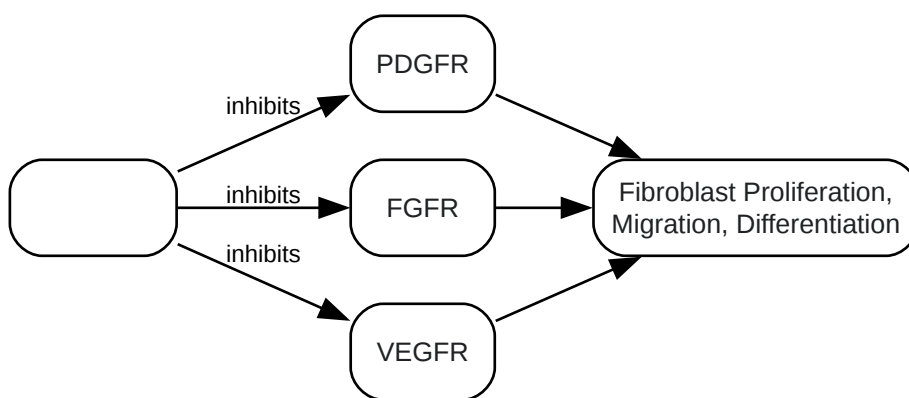 PDGFR
inhibits
inhibits
FGFR
Fibroblast Proliferation,
Migration, Differentiation
inhibits
VEGFR